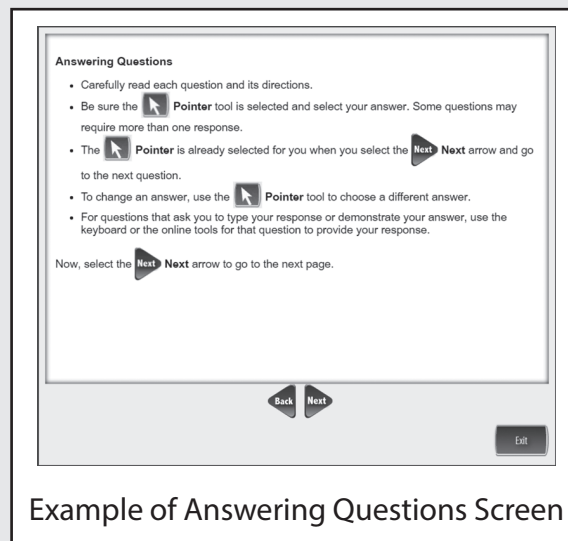 Answering Questions
• Carefully read each question and its directions.
• Be sure the Pointer tool is selected and select your answer. Some questions may
require more than one response.
• The Pointer is already selected for you when you select the Next Next arrow and go
to the next question.
• To change an answer, use the Pointer tool to choose a different answer.
• For questions that ask you to type your response or demonstrate your answer, use the
keyboard or the online tools for that question to provide your response.
Now, select the Next Next arrow to go to the next page.
Back Next
Exit
Example of Answering Questions Screen